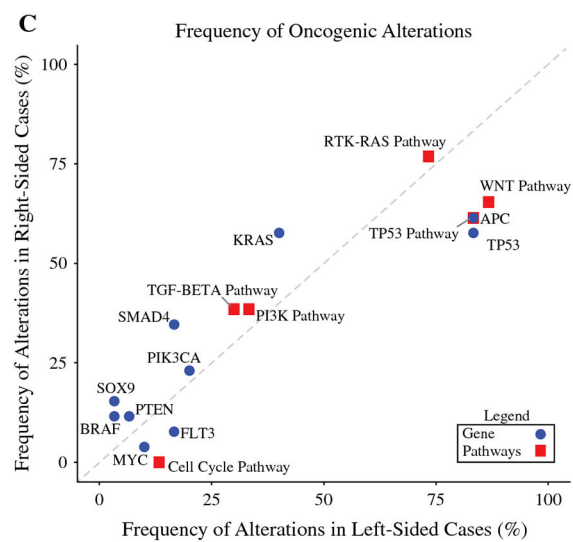 C
Frequency of Oncogenic Alterations
Frequency of Alterations in Right-Sided Cases (%)
100
75
50
25
0
RTK-RAS Pathway
WNT Pathway
APC
TP53 Pathway
TP53
KRAS
TGF-BETA Pathway
PI3K Pathway
SMAD4
PIK3CA
SOX9
PTEN
BRAF
FLT3
MYC
Cell Cycle Pathway
Legend
Gene
Pathways
0
25
50
75
100
Frequency of Alterations in Left-Sided Cases (%)